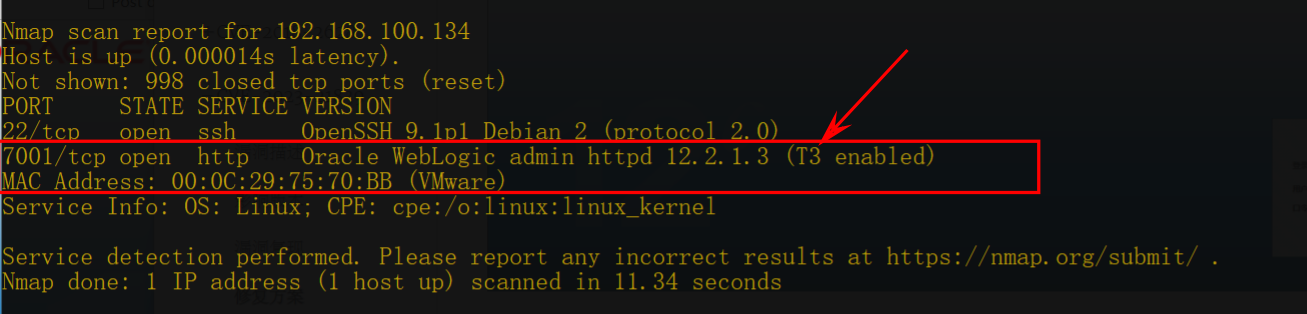 Nmap scan report for 192.168.100.134
Host is up (0.000014s latency).
Not shown: 998 closed tcp ports (reset)
PORT     STATE SERVICE VERSION
22/tcp   open  ssh     OpenSSH 9.1p1 Debian 2 (protocol 2.0)
7001/tcp open  http    Oracle WebLogic admin httpd 12.2.1.3 (T3 enabled)
MAC Address: 00:0C:29:75:70:BB (VMware)
Service Info: OS: Linux; CPE: cpe:/o:linux:linux_kernel
Service detection performed. Please report any incorrect results at https://nmap.org/submit/ .
Nmap done: 1 IP address (1 host up) scanned in 11.34 seconds